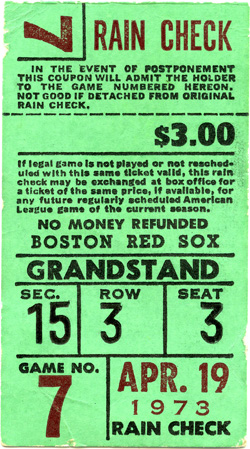 7 RAIN CHECK
IN THE EVENT OF POSTPONEMENT
THIS COUPON WILL ADMIT THE HOLDER
TO THE GAME NUMBERED HEREON.
NOT GOOD IF DETACHED FROM ORIGINAL
RAIN CHECK.
$3.00
If legal game is not played or not resched-
uled with this same ticket valid, this rain
check may be exchanged at box office for
a ticket of the same price, if available, for
any future regularly scheduled American
League game of the current season.
NO MONEY REFUNDED
BOSTON RED SOX
GRANDSTAND
SEC. ROW SEAT
15 3 3
GAME NO.
7
APR. 19
1973
RAIN CHECK